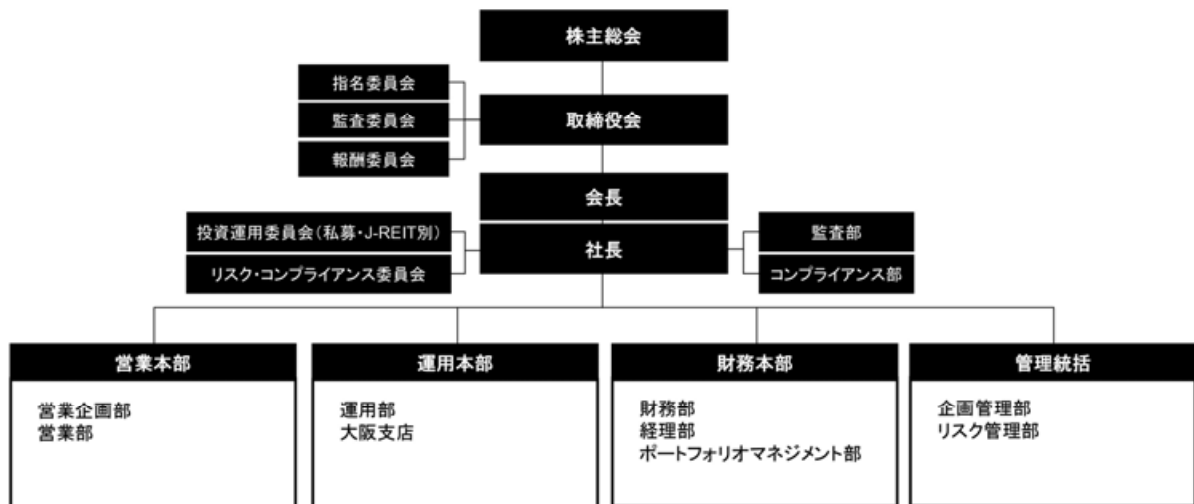 株主総会
指名委員会
監査委員会
報酬委員会
取締役会
会長
社長
投資運用委員会(私募・J-REIT別)
リスク・コンプライアンス委員会
監査部
コンプライアンス部
営業本部
営業企画部
営業部
運用本部
運用部
大阪支店
財務本部
財務部
経理部
ポートフォリオマネジメント部
管理統括
企画管理部
リスク管理部